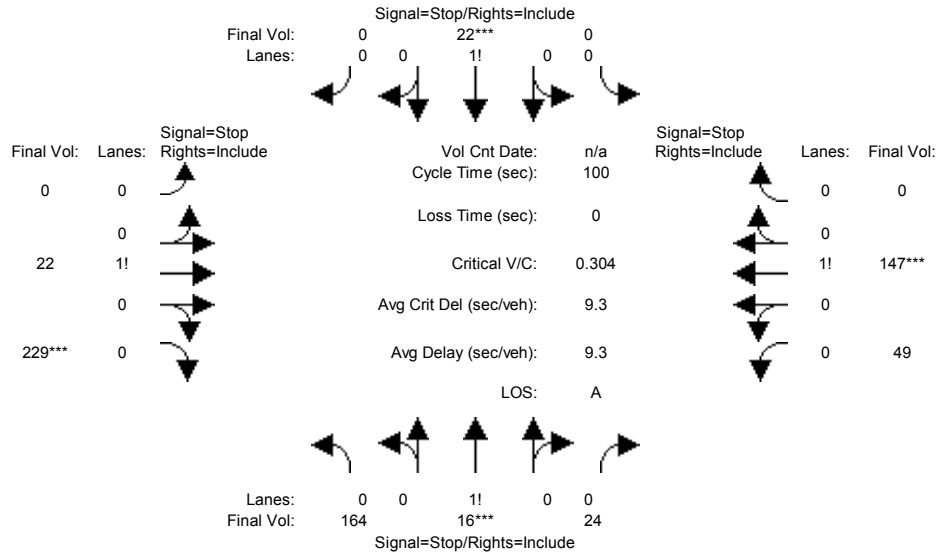 Signal=Stop/Rights=Include
Final Vol: 0 22*** 0
Lanes: 0 0 1! 0 0
Signal=Stop Signal=Stop
Final Vol: Lanes: Rights=Include Vol Cnt Date: n/a Rights=Include Lanes: Final Vol:
Cycle Time (sec): 100
0 0 0 0
Loss Time (sec): 0
0 0
22 1! Critical V/C: 0.304 1! 147***
0 Avg Crit Del (sec/veh): 9.3 0
229*** 0 Avg Delay (sec/veh): 9.3 0 49
LOS: A
Lanes: 0 0 1! 0 0
Final Vol: 164 16*** 24
Signal=Stop/Rights=Include